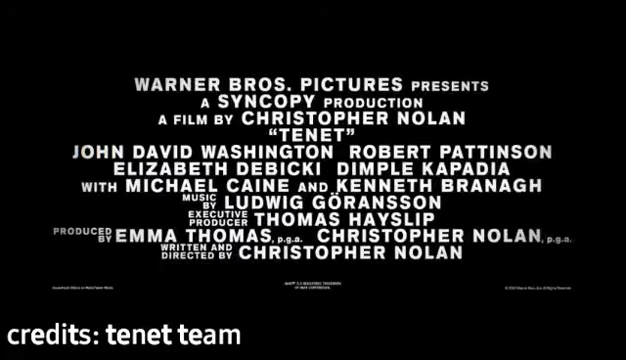 WARNER BROS. PICTURES PRESENTS
A SYNCOPY PRODUCTION
A FILM BY CHRISTOPHER NOLAN
“TENET”
JOHN DAVID WASHINGTON ROBERT PATTINSON
ELIZABETH DEBICKI DIMPLE KAPADIA
WITH MICHAEL CAINE AND KENNETH BRANAGH
MUSIC BY LUDWIG GÖRANSSON
EXECUTIVE PRODUCER THOMAS HAYSLIP
PRODUCED BY EMMA THOMAS, p.g.a. CHRISTOPHER NOLAN, p.g.a.
WRITTEN AND DIRECTED BY CHRISTOPHER NOLAN
credits: tenet team